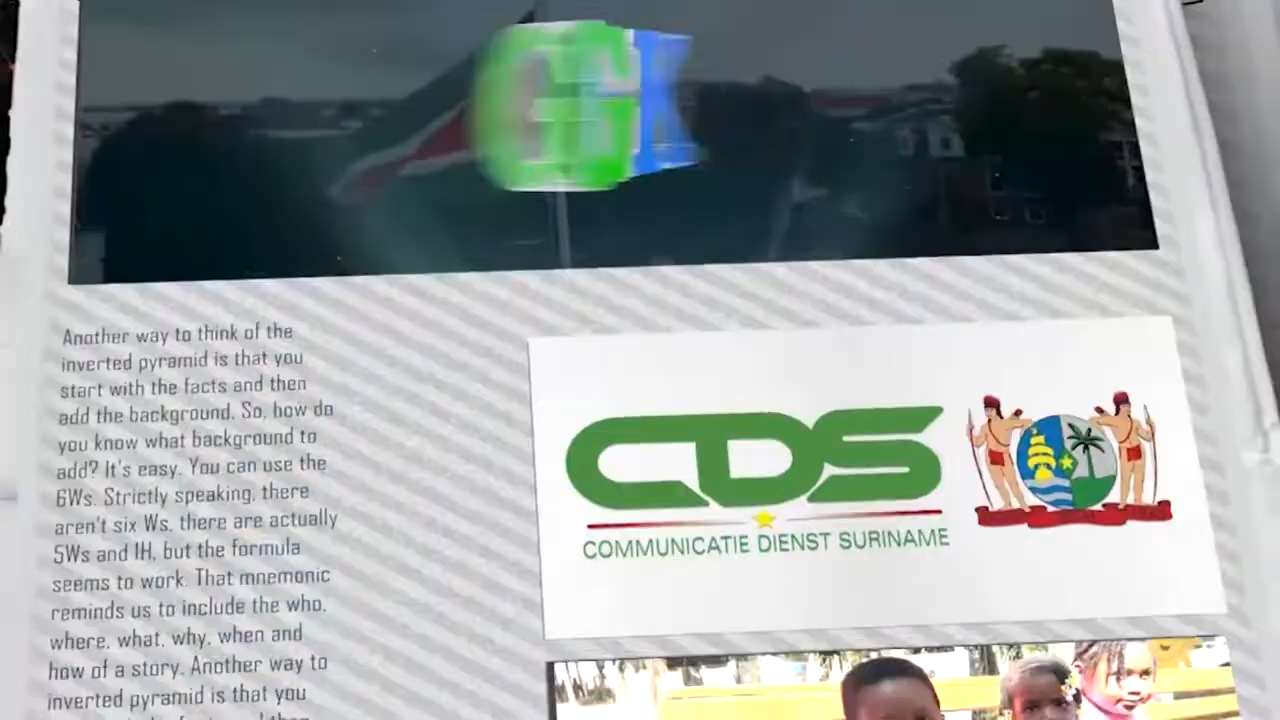 Another way to think of the
inverted pyramid is that you
start with the facts and then
add the background. So, how do
you know what background to
add? It's easy. You can use the
6Ws. Strictly speaking, there
aren't six Ws, there are actually
5Ws and 1H, but the formula
seems to work. That mnemonic
reminds us to include the who,
where, what, why, when and
how of a story. Another way to
inverted pyramid is that you
CDS
COMMUNICATIE DIENST SURINAME